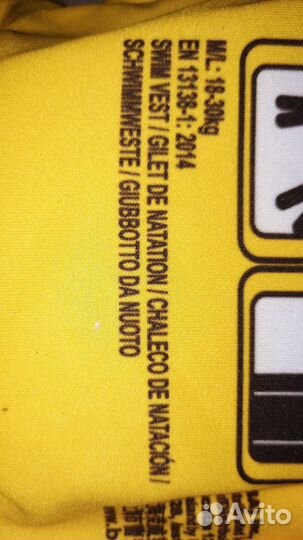 M/L: 18-30kg
EN 13138-1: 2014
SWIM VEST / GILET DE NATATION / CHALECO DE NATACIÓN /
SCHWIMMWESTE / GIUBBOTTO DA NUOTO
Avito